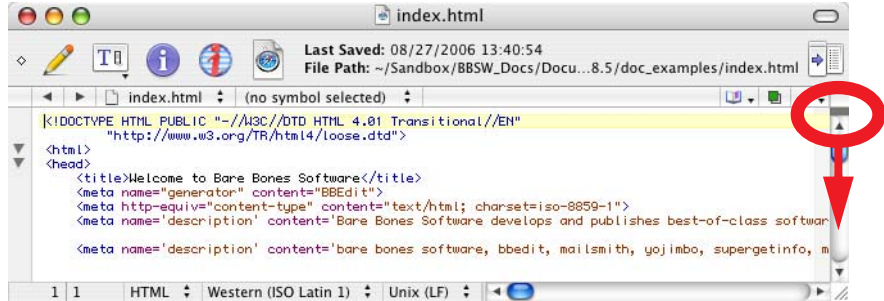 index.html
Last Saved: 08/27/2006 13:40:54
File Path: ~/Sandbox/BBSW_Docs/Docu...8.5/doc_examples/index.html
index.html (no symbol selected)
<!DOCTYPE HTML PUBLIC "-//W3C//DTD HTML 4.01 Transitional//EN"
"http://www.w3.org/TR/html4/loose.dtd">
<html>
<head>
<title>Welcome to Bare Bones Software</title>
<meta name="generator" content="BBEdit">
<meta http-equiv="content-type" content="text/html; charset=iso-8859-1">
<meta name='description' content='Bare Bones Software develops and publishes best-of-class softwar
<meta name='description' content='bare bones software, bbedit, mailsmith, yojimbo, supergetinfo, m
1 1 HTML Western (ISO Latin 1) Unix (LF)